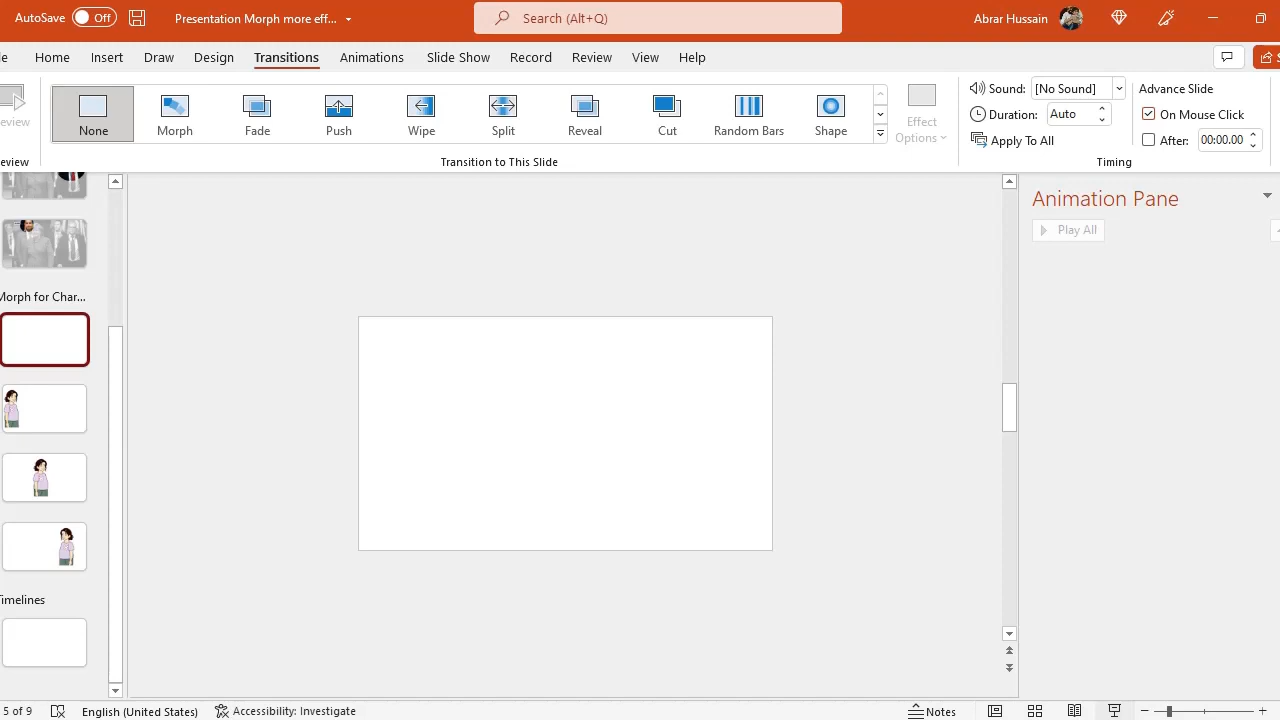 AutoSave Off Presentation Morph more eff... Search (Alt+Q) Abrar Hussain
Home Insert Draw Design Transitions Animations Slide Show Record Review View Help
None Morph Fade Push Wipe Split Reveal Cut Random Bars Shape
Effect Options
Sound: [No Sound]
Duration: Auto
Apply To All
Advance Slide
On Mouse Click
After: 00:00.00
Transition to This Slide
Timing
Morph for Char...
Timelines
Animation Pane
Play All
5 of 9 English (United States) Accessibility: Investigate Notes